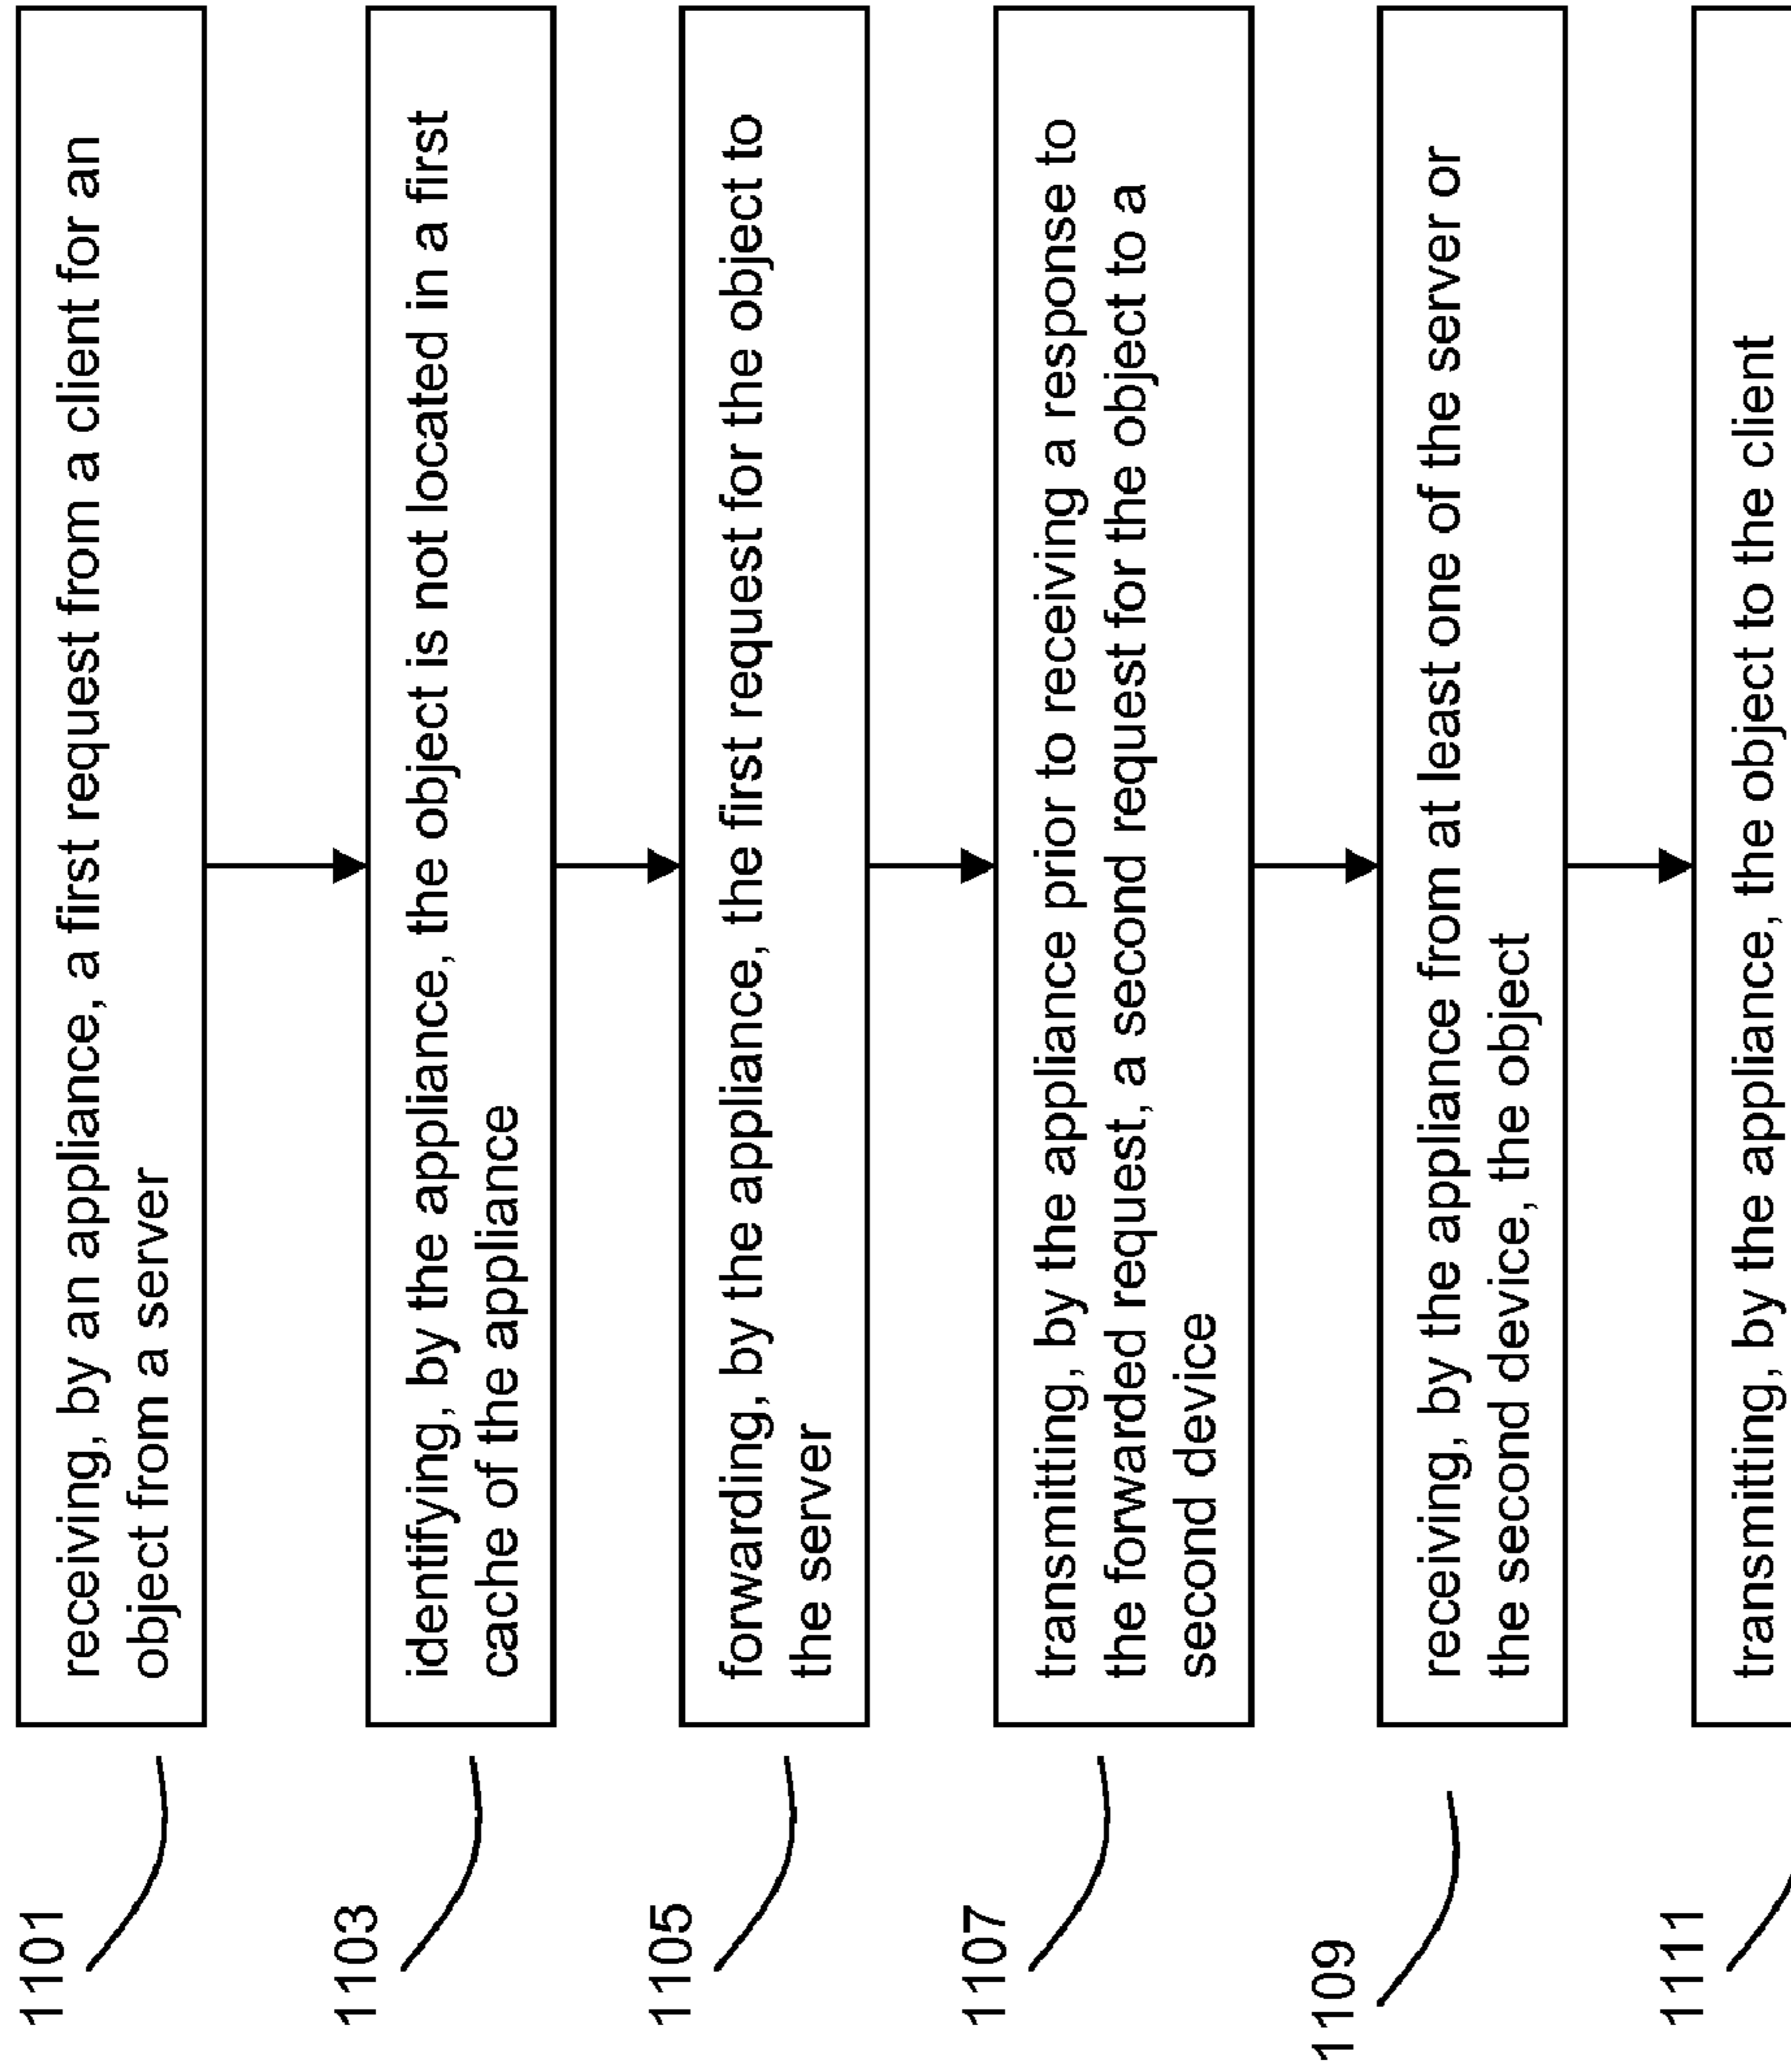 1101
receiving, by an appliance, a first request from a client for an
object from a server
1103
identifying, by the appliance, the object is not located in a first
cache of the appliance
1105
forwarding, by the appliance, the first request for the object to
the server
1107
transmitting, by the appliance prior to receiving a response to
the forwarded request, a second request for the object to a
second device
1109
receiving, by the appliance from at least one of the server or
the second device, the object
1111
transmitting, by the appliance, the object to the client